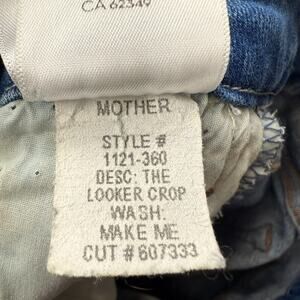 CA 62349
MOTHER
STYLE #
1121-360
DESC: THE
LOOKER CROP
WASH:
MAKE ME
CUT # 607333